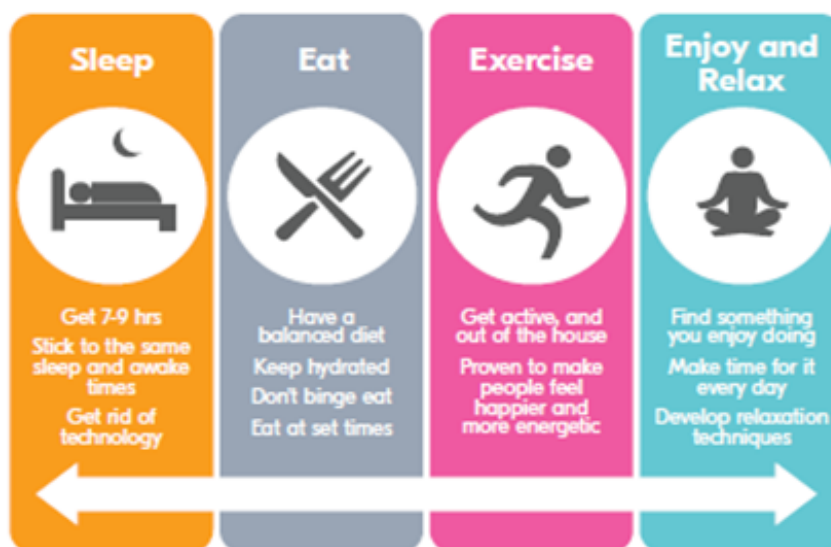 Sleep
Get 7-9 hrs
Stick to the same
sleep and awake
times
Get rid of
technology
Eat
Have a
balanced diet
Keep hydrated
Don't binge eat
Eat at set times
Exercise
Get active, and
out of the house
Proven to make
people feel
happier and
more energetic
Enjoy and
Relax
Find something
you enjoy doing
Make time for it
every day
Develop relaxation
techniques